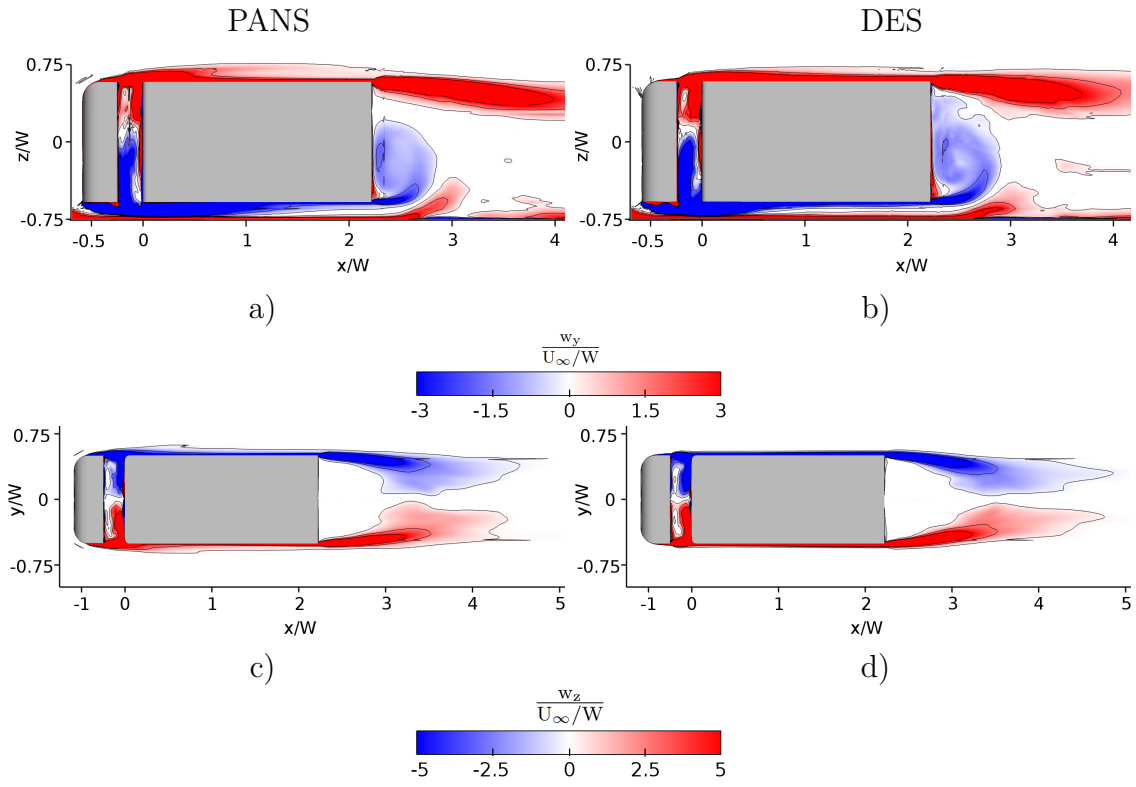 PANS DES
0.75 0.75
z/W 0 z/W 0
-0.75 -0.75
-0.5 0 1 2 3 4 -0.5 0 1 2 3 4
x/W x/W
a) b)
w_y
U_∞/W
-3 -1.5 0 1.5 3
0.75 0.75
y/W 0 y/W 0
-0.75 -0.75
-1 0 1 2 3 4 5 -1 0 1 2 3 4 5
x/W x/W
c) d)
w_z
U_∞/W
-5 -2.5 0 2.5 5